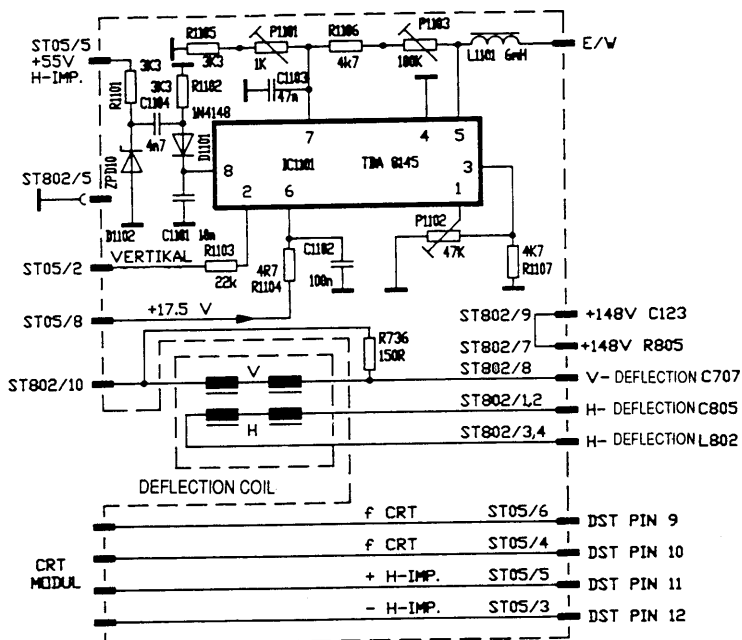 ST05/5
+55V
H-IMP.
R1105
3K3
P1101
1K
R1106
4k7
P1103
100K
L1101 6mH
E/W
3K3
R1101
3K3
R1102
C1104
4n7
1N4148
D1101
C1103
47n
7
4
5
IC1101
TDA 8145
8
3
2
6
1
ZPD10
ST802/5
D1102
C1101 10n
P1102
47K
ST05/2
VERTIKAL
R1103
22k
4R7
R1104
C1102
100n
4K7
R1107
ST05/8
+17.5 V
ST802/9
+148V C123
R736
150R
ST802/7
+148V R805
ST802/10
V
ST802/8
V- DEFLECTION C707
ST802/1,2
H- DEFLECTION C805
H
ST802/3,4
H- DEFLECTION L802
DEFLECTION COIL
f CRT
ST05/6
DST PIN 9
f CRT
ST05/4
DST PIN 10
CRT
MODUL
+ H-IMP.
ST05/5
DST PIN 11
- H-IMP.
ST05/3
DST PIN 12